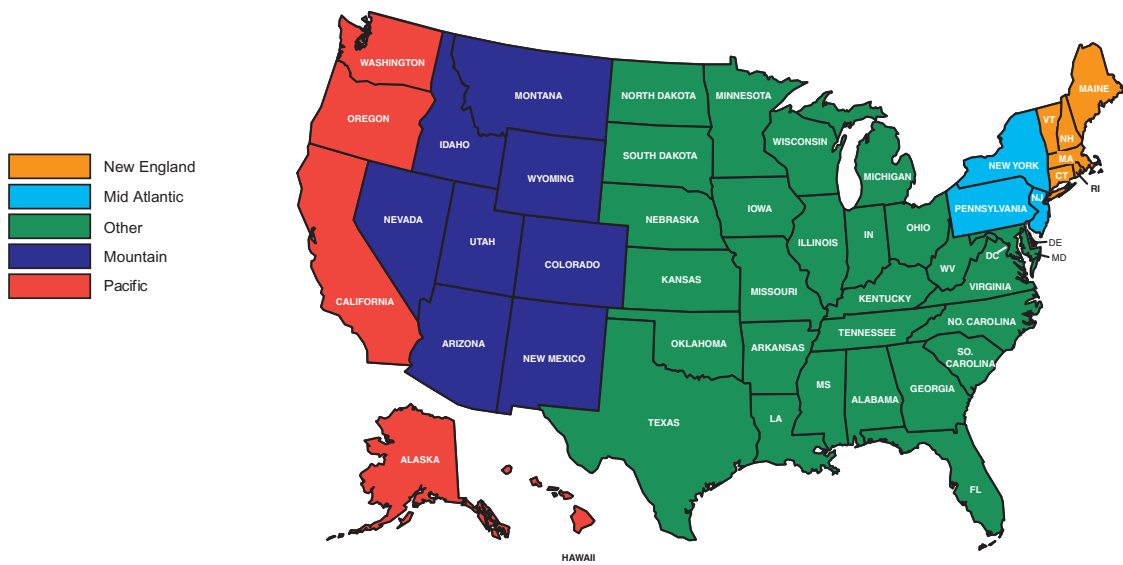 New England
Mid Atlantic
Other
Mountain
Pacific
WASHINGTON
OREGON
CALIFORNIA
ALASKA
HAWAII
MONTANA
IDAHO
WYOMING
NEVADA
UTAH
COLORADO
ARIZONA
NEW MEXICO
NORTH DAKOTA
SOUTH DAKOTA
NEBRASKA
KANSAS
OKLAHOMA
TEXAS
MINNESOTA
IOWA
MISSOURI
ARKANSAS
LA
WISCONSIN
ILLINOIS
MICHIGAN
IN
OHIO
KENTUCKY
TENNESSEE
MS
ALABAMA
GEORGIA
FL
SO.
CAROLINA
NO. CAROLINA
VIRGINIA
WV
DC
DE
MD
PENNSYLVANIA
NJ
NEW YORK
VT
NH
MAINE
MA
CT
RI